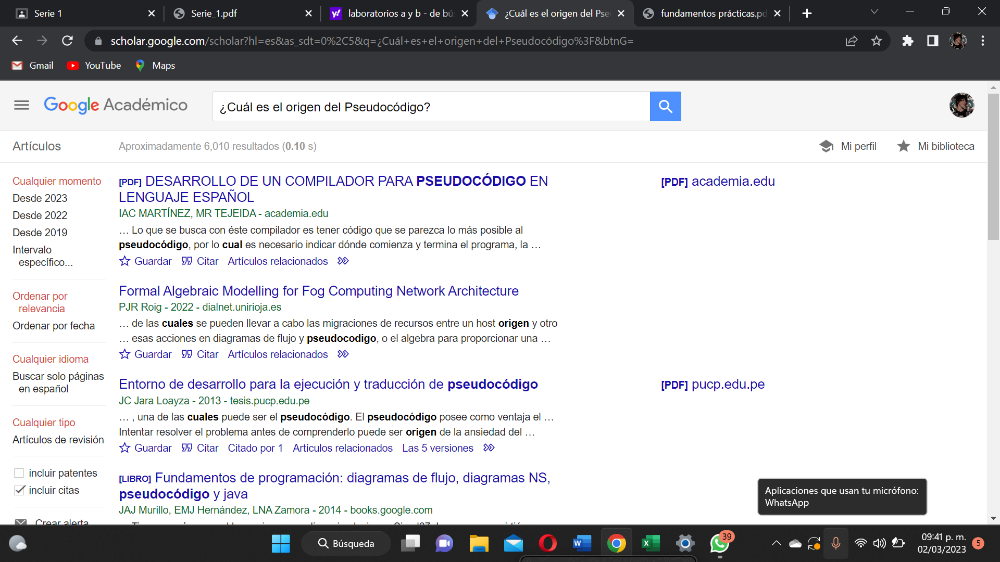 Serie 1
Serie_1.pdf
laboratorios a y b - de bú
¿Cuál es el origen del Pse
fundamentos prácticas.pd
scholar.google.com/scholar?hl=es&as_sdt=0%2C5&q=¿Cuál+es+el+origen+del+Pseudocódigo%3F&btnG=
Gmail
YouTube
Maps
Google Académico
¿Cuál es el origen del Pseudocódigo?
Artículos
Aproximadamente 6,010 resultados (0.10 s)
Mi perfil
Mi biblioteca
Cualquier momento
Desde 2023
Desde 2022
Desde 2019
Intervalo
específico...
Ordenar por
relevancia
Ordenar por fecha
Cualquier idioma
Buscar solo páginas
en español
Cualquier tipo
Artículos de revisión
incluir patentes
incluir citas
Crear alerta
[PDF] DESARROLLO DE UN COMPILADOR PARA PSEUDOCÓDIGO EN
LENGUAJE ESPAÑOL
IAC MARTÍNEZ, MR TEJEIDA - academia.edu
… Lo que se busca con éste compilador es tener código que se parezca lo más posible al
pseudocódigo, por lo cual es necesario indicar dónde comienza y termina el programa, la …
Guardar Citar Artículos relacionados
[PDF] academia.edu
Formal Algebraic Modelling for Fog Computing Network Architecture
PJR Roig - 2022 - dialnet.unirioja.es
… de las cuales se pueden llevar a cabo las migraciones de recursos entre un host origen y otro
… esas acciones en diagramas de flujo y pseudocodigo, o el algebra para proporcionar una …
Guardar Citar Artículos relacionados
Entorno de desarrollo para la ejecución y traducción de pseudocódigo
JC Jara Loayza - 2013 - tesis.pucp.edu.pe
… , una de las cuales puede ser el pseudocódigo. El pseudocódigo posee como ventaja el …
Intentar resolver el problema antes de comprenderlo puede ser origen de la ansiedad del …
Guardar Citar Citado por 1 Artículos relacionados Las 5 versiones
[PDF] pucp.edu.pe
[LIBRO] Fundamentos de programación: diagramas de flujo, diagramas NS,
pseudocódigo y java
JAJ Murillo, EMJ Hernández, LNA Zamora - 2014 - books.google.com
Aplicaciones que usan tu micrófono:
WhatsApp
Búsqueda
39
09:41 p. m.
02/03/2023
5